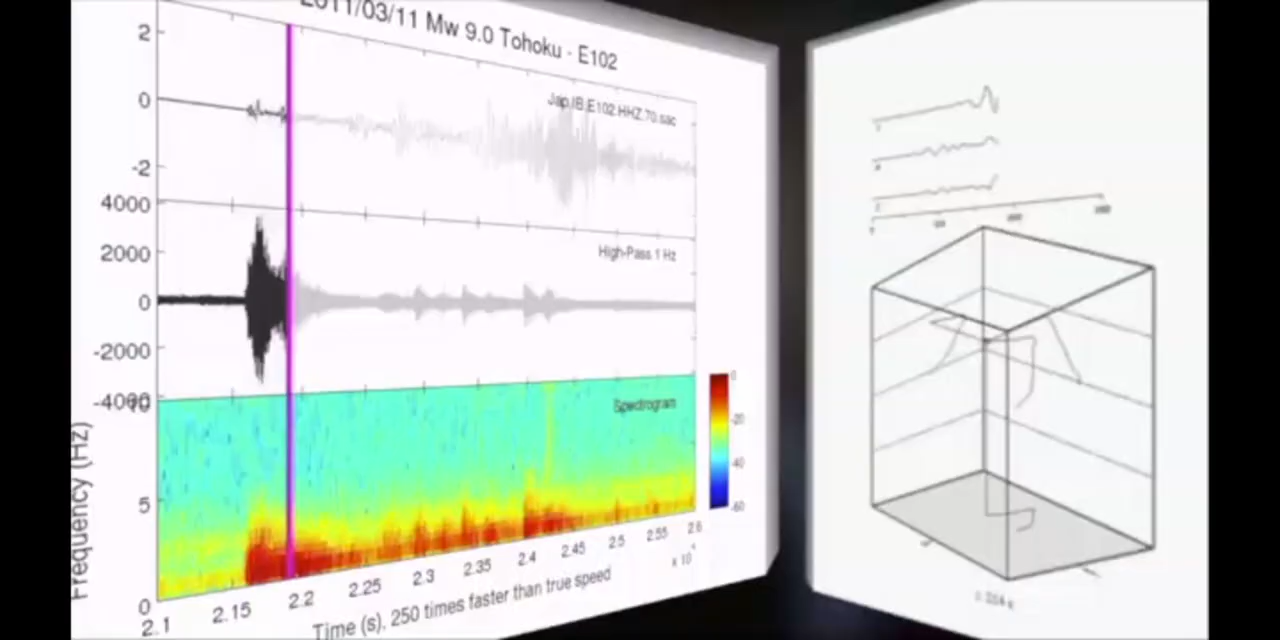 2011/03/11 Mw 9.0 Tohoku - E102
2
Jap.IB.E102.HHZ.70.sac
0
-2
4000
High-Pass 1 Hz
2000
0
-2000
-4000
10
Spectrogram
0
-20
-40
-60
Frequency (Hz)
5
0
2.1 2.15 2.2 2.25 2.3 2.35 2.4 2.45 2.5 2.55 2.6
x 10
Time (s), 250 times faster than true speed